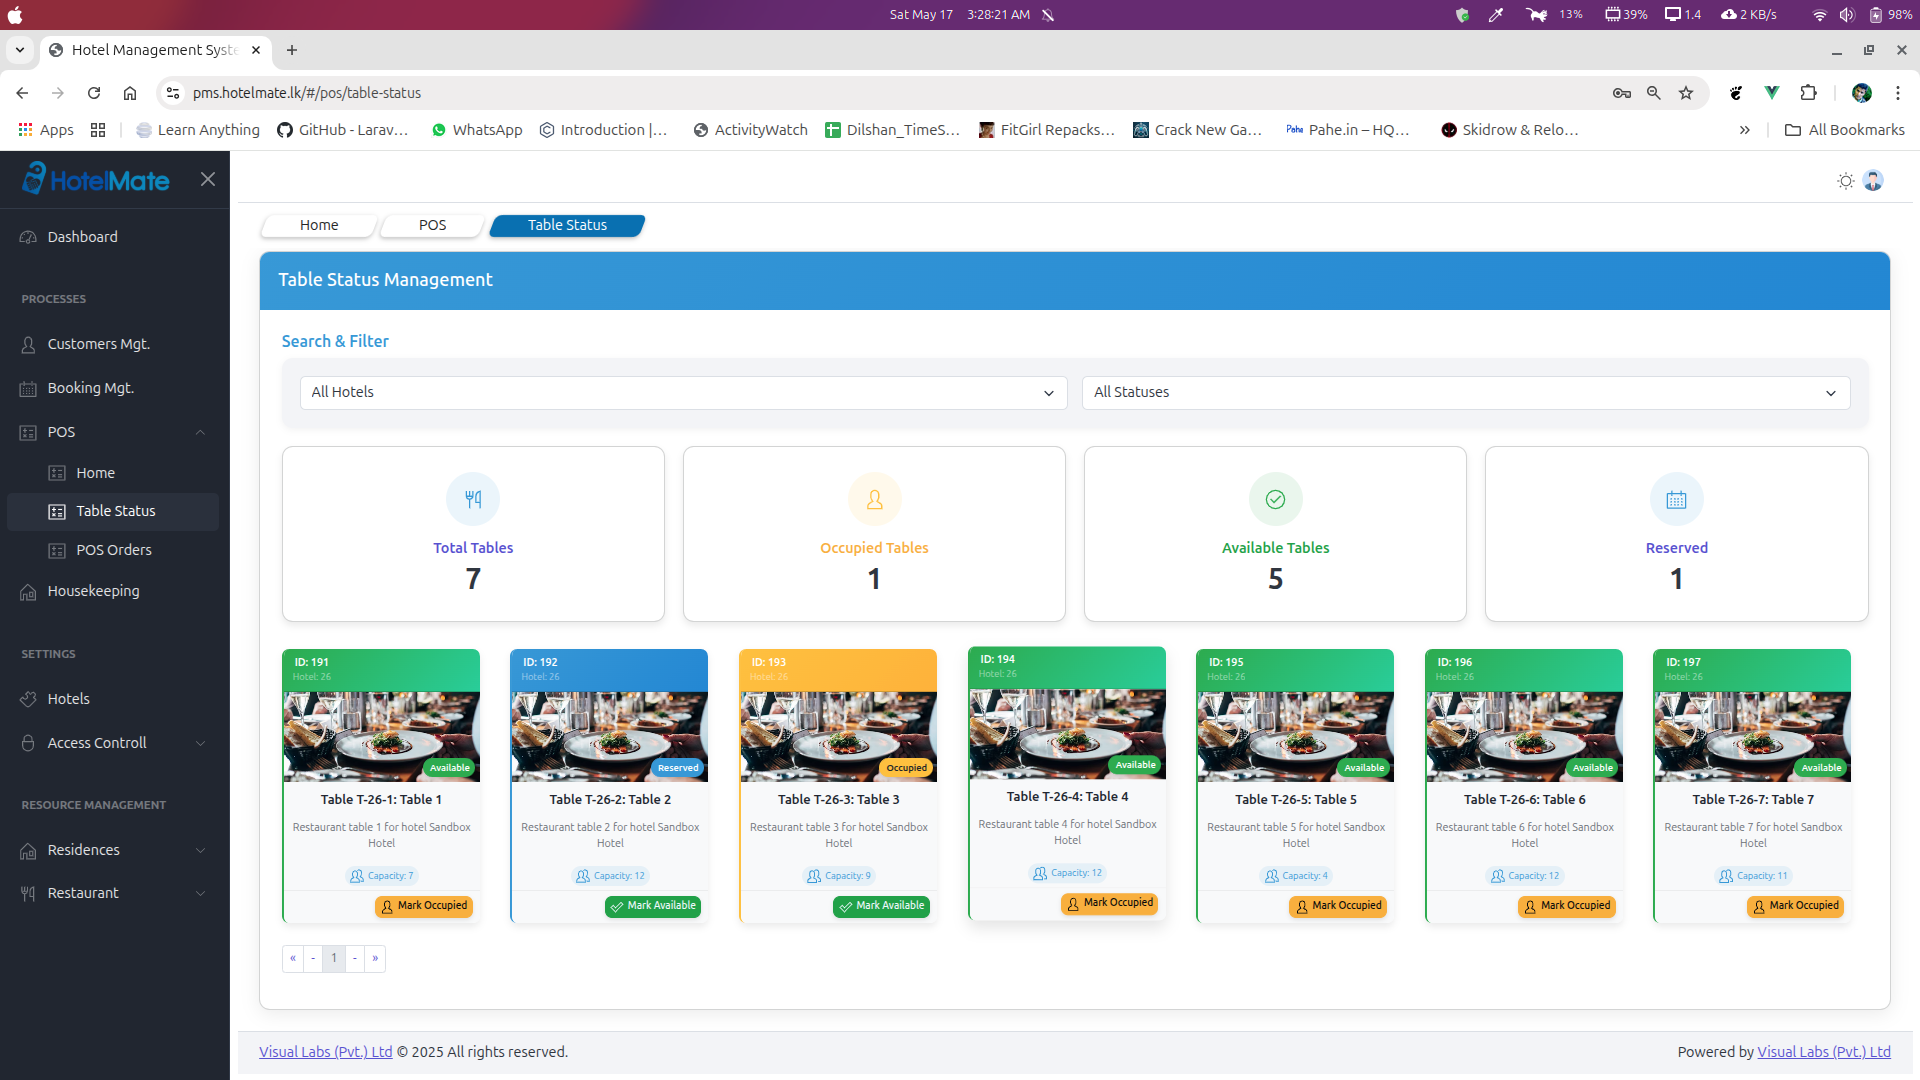 Sat May 17 3:28:21 AM 13% 39% 1.4 2 KB/s 98%
Hotel Management Syste
pms.hotelmate.lk/#/pos/table-status
Apps Learn Anything GitHub - Larav… WhatsApp Introduction |… ActivityWatch Dilshan_TimeS… FitGirl Repacks… Crack New Ga… Pahe Pahe.in – HQ… Skidrow & Relo… » All Bookmarks
HotelMate
Dashboard
PROCESSES
Customers Mgt.
Booking Mgt.
POS
Home
Table Status
POS Orders
Housekeeping
SETTINGS
Hotels
Access Controll
RESOURCE MANAGEMENT
Residences
Restaurant
Home POS Table Status
Table Status Management
Search & Filter
All Hotels All Statuses
Total Tables Occupied Tables Available Tables Reserved
7 1 5 1
ID: 191
Hotel: 26
Available
Table T-26-1: Table 1
Restaurant table 1 for hotel Sandbox
Hotel
Capacity: 7
Mark Occupied
ID: 192
Hotel: 26
Reserved
Table T-26-2: Table 2
Restaurant table 2 for hotel Sandbox
Hotel
Capacity: 12
Mark Available
ID: 193
Hotel: 26
Occupied
Table T-26-3: Table 3
Restaurant table 3 for hotel Sandbox
Hotel
Capacity: 9
Mark Available
ID: 194
Hotel: 26
Available
Table T-26-4: Table 4
Restaurant table 4 for hotel Sandbox
Hotel
Capacity: 12
Mark Occupied
ID: 195
Hotel: 26
Available
Table T-26-5: Table 5
Restaurant table 5 for hotel Sandbox
Hotel
Capacity: 4
Mark Occupied
ID: 196
Hotel: 26
Available
Table T-26-6: Table 6
Restaurant table 6 for hotel Sandbox
Hotel
Capacity: 12
Mark Occupied
ID: 197
Hotel: 26
Available
Table T-26-7: Table 7
Restaurant table 7 for hotel Sandbox
Hotel
Capacity: 11
Mark Occupied
« - 1 - »
Visual Labs (Pvt.) Ltd © 2025 All rights reserved. Powered by Visual Labs (Pvt.) Ltd